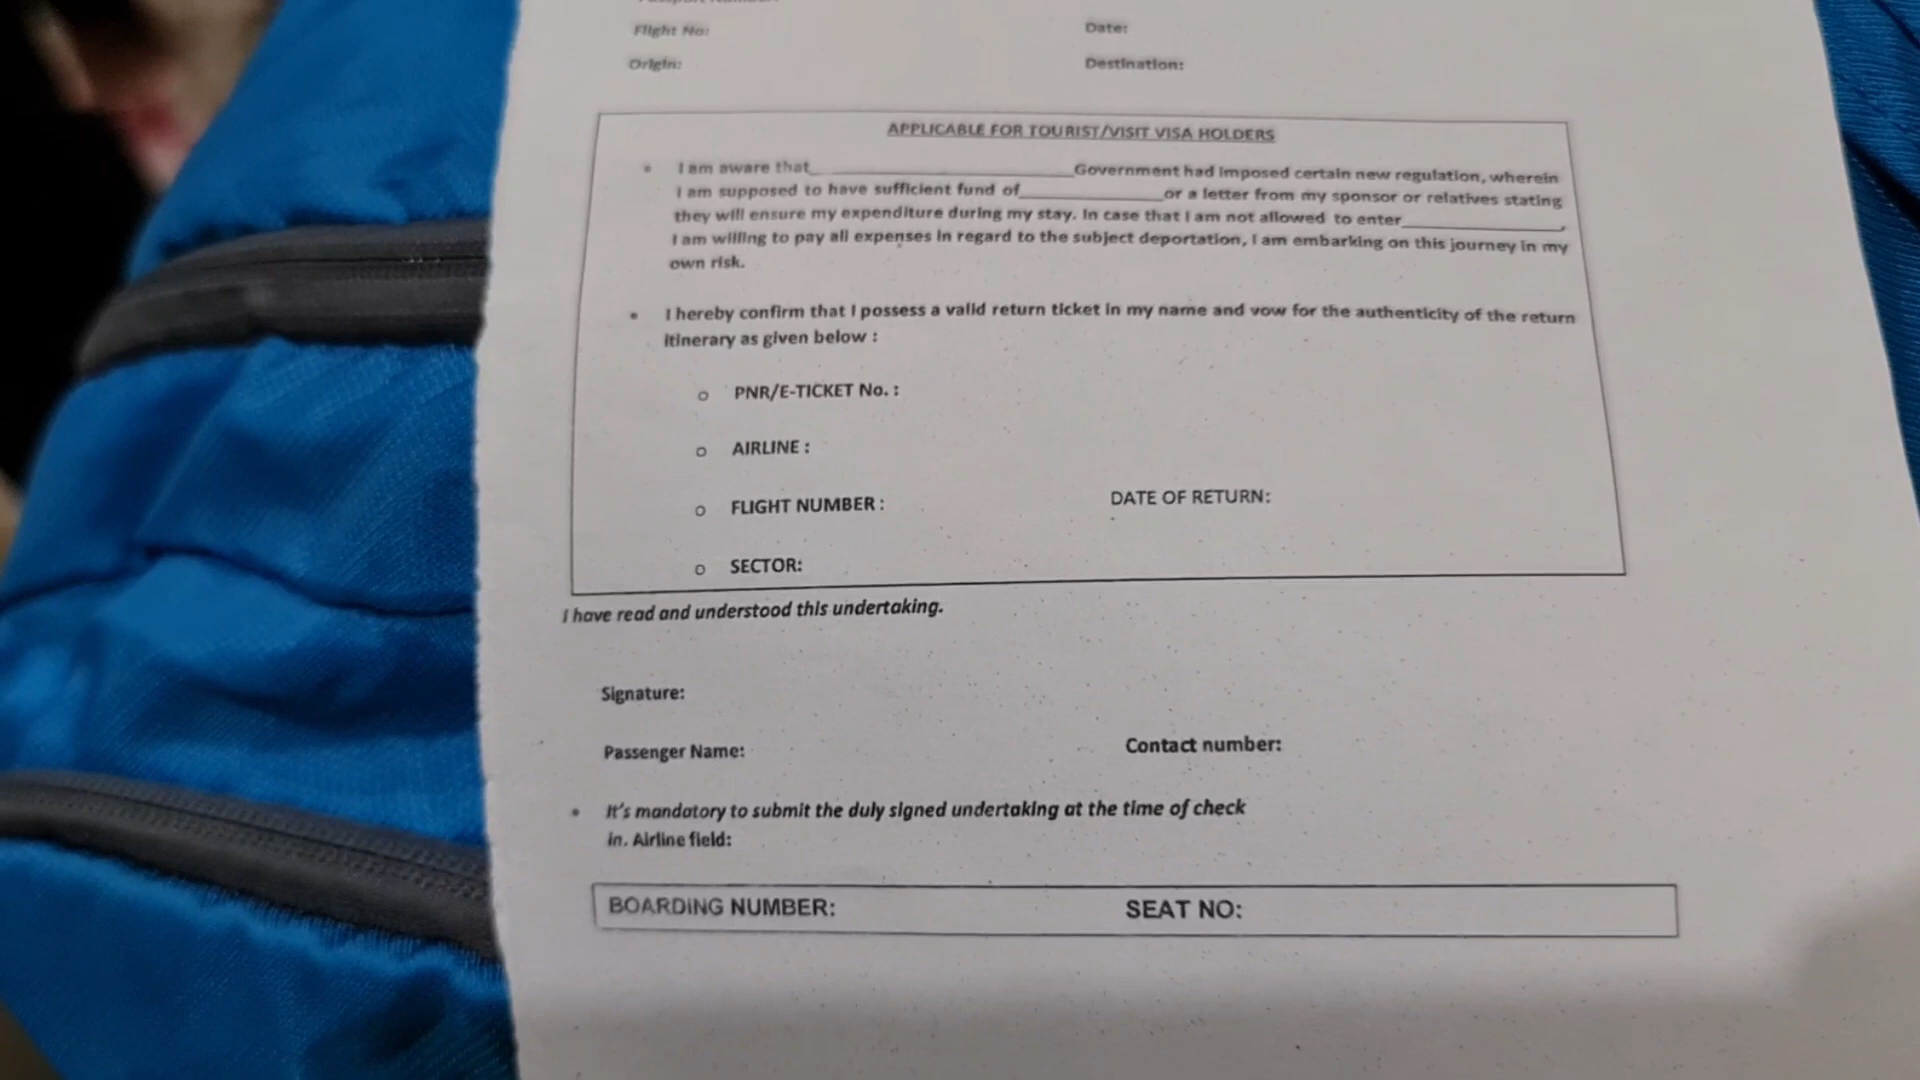 Passport Number:
Flight No: Date:
Origin: Destination:
APPLICABLE FOR TOURIST/VISIT VISA HOLDERS
• I am aware that__________________Government had imposed certain new regulation, wherein
I am supposed to have sufficient fund of__________or a letter from my sponsor or relatives stating
they will ensure my expenditure during my stay. In case that I am not allowed to enter___________,
I am willing to pay all expenses in regard to the subject deportation, I am embarking on this journey in my
own risk.
• I hereby confirm that I possess a valid return ticket in my name and vow for the authenticity of the return
itinerary as given below :
o PNR/E-TICKET No. :
o AIRLINE :
o FLIGHT NUMBER : DATE OF RETURN:
o SECTOR:
I have read and understood this undertaking.
Signature:
Passenger Name: Contact number:
• It's mandatory to submit the duly signed undertaking at the time of check
in. Airline field:
BOARDING NUMBER: SEAT NO: